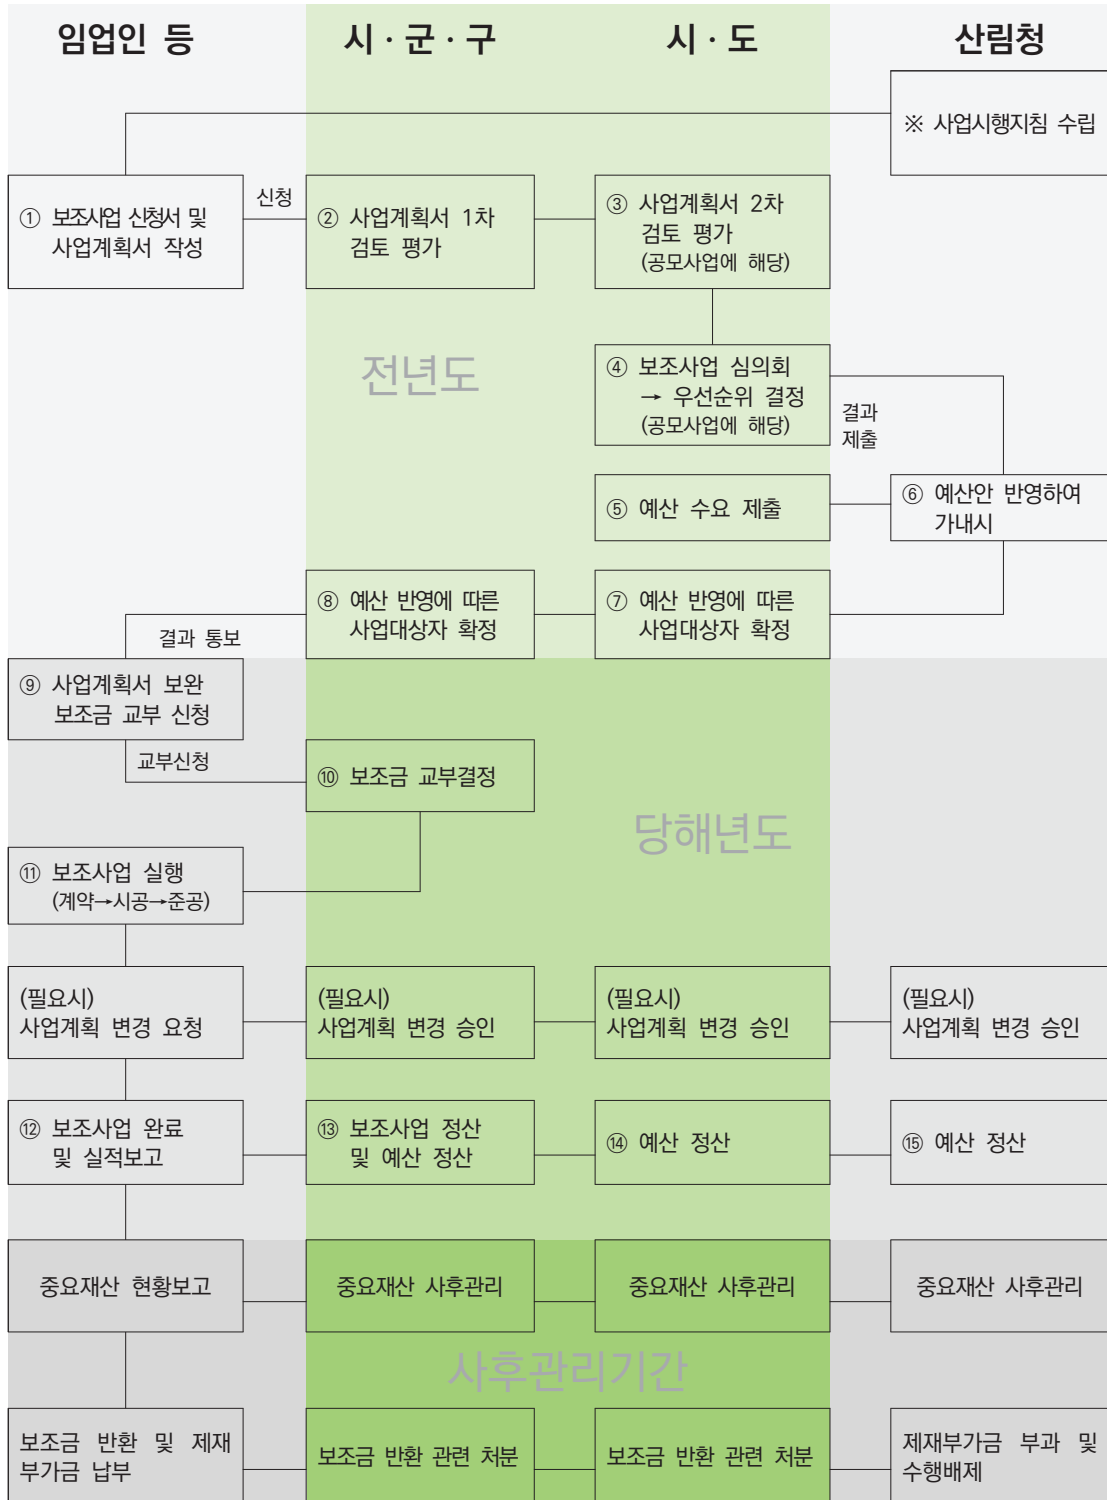 임업인 등
시 · 군 · 구
시 · 도
산림청
※ 사업시행지침 수립
① 보조사업 신청서 및
사업계획서 작성
신청
② 사업계획서 1차
검토 평가
③ 사업계획서 2차
검토 평가
(공모사업에 해당)
전년도
④ 보조사업 심의회
→ 우선순위 결정
(공모사업에 해당)
결과
제출
⑤ 예산 수요 제출
⑥ 예산안 반영하여
가내시
⑧ 예산 반영에 따른
사업대상자 확정
⑦ 예산 반영에 따른
사업대상자 확정
결과 통보
⑨ 사업계획서 보완
보조금 교부 신청
교부신청
⑩ 보조금 교부결정
당해년도
⑪ 보조사업 실행
(계약→시공→준공)
(필요시)
사업계획 변경 요청
(필요시)
사업계획 변경 승인
(필요시)
사업계획 변경 승인
(필요시)
사업계획 변경 승인
⑫ 보조사업 완료
및 실적보고
⑬ 보조사업 정산
및 예산 정산
⑭ 예산 정산
⑮ 예산 정산
중요재산 현황보고
중요재산 사후관리
중요재산 사후관리
중요재산 사후관리
사후관리기간
보조금 반환 및 제재
부가금 납부
보조금 반환 관련 처분
보조금 반환 관련 처분
제재부가금 부과 및
수행배제